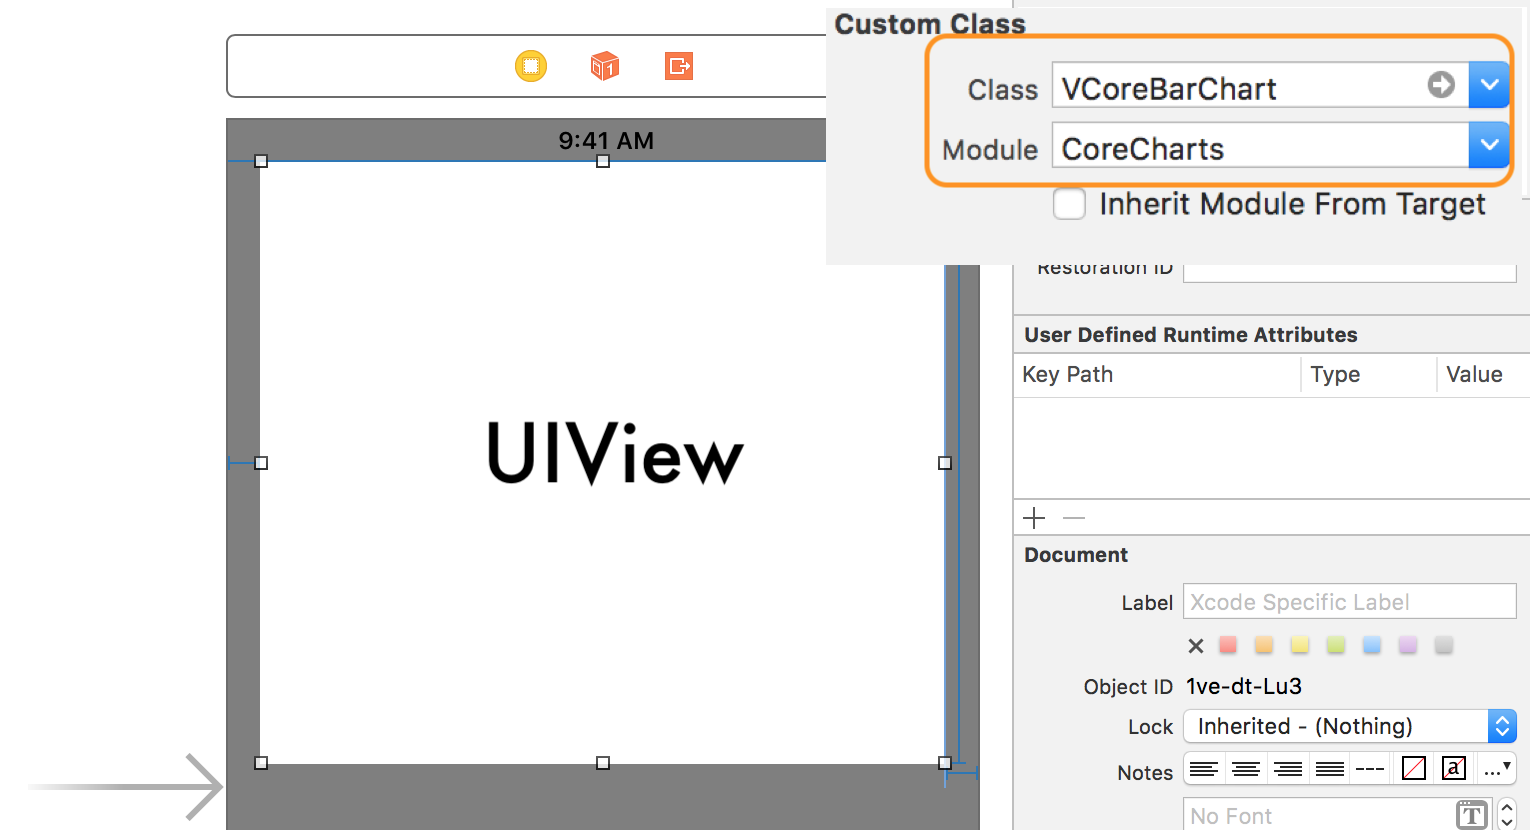 Custom Class
Class VCoreBarChart
Module CoreCharts
Inherit Module From Target
9:41 AM
UIView
Restoration ID
User Defined Runtime Attributes
Key Path Type Value
Document
Label Xcode Specific Label
Object ID 1ve-dt-Lu3
Lock Inherited - (Nothing)
Notes a ...
No Font T